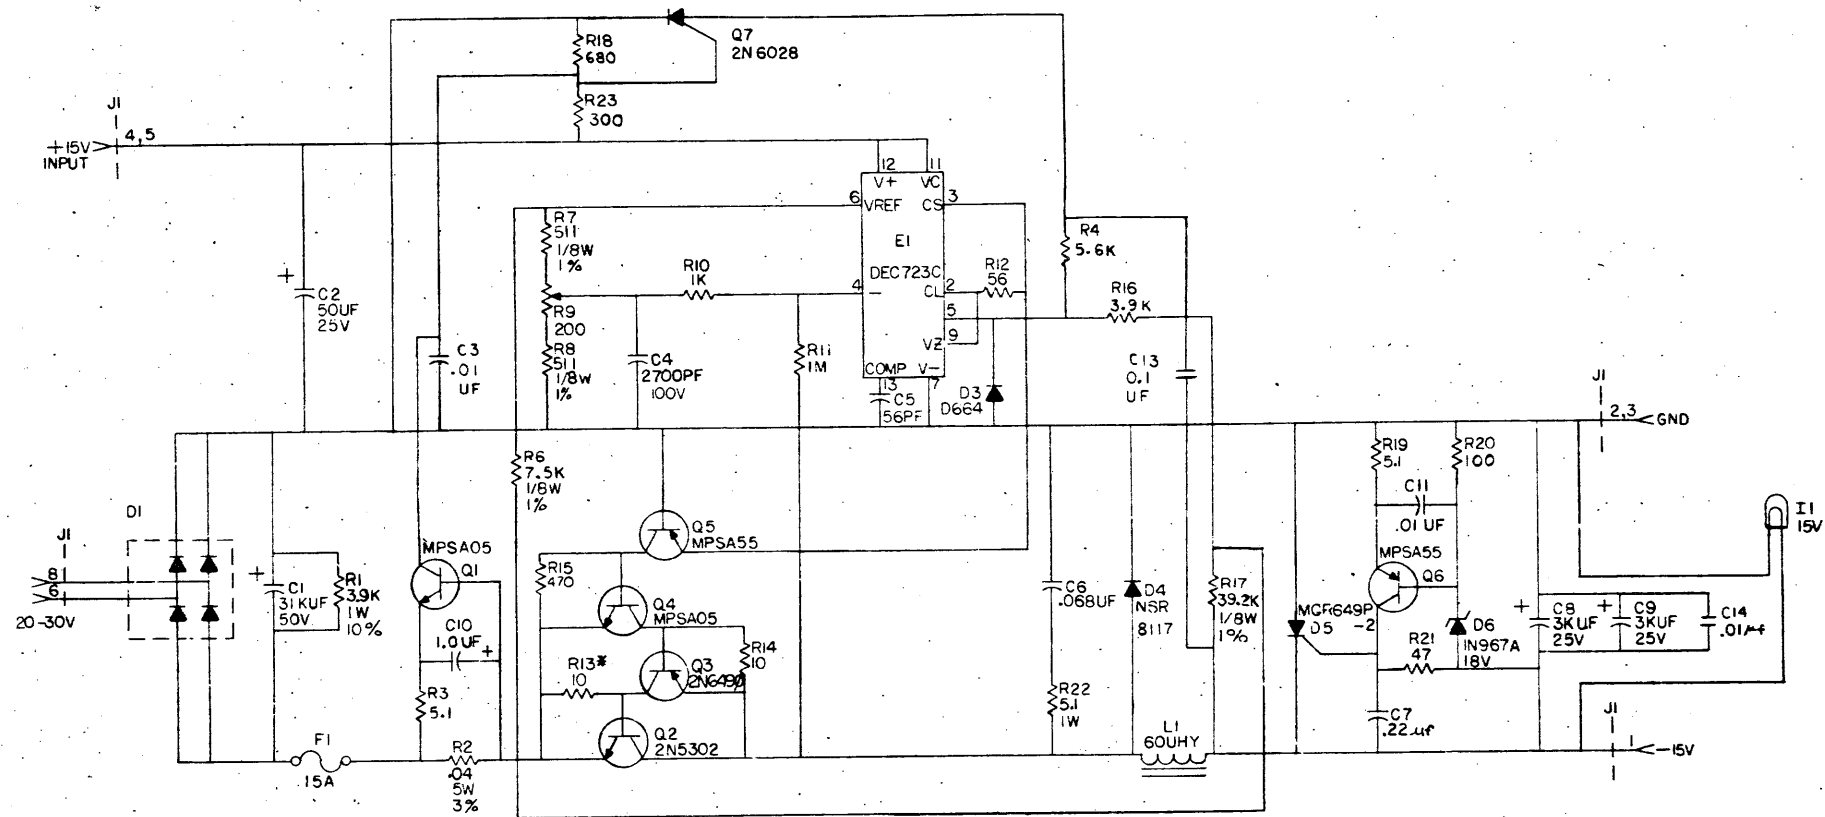 R18
680
Q7
2N6028
R23
300
J1
4,5
+15V
INPUT
12
11
V+
VC
6
VREF
CS
3
E1
DEC723C
4
−
CL
2
5
9
VZ
COMP
V−
13
7
R7
511
1/8W
1%
R9
200
R8
511
1/8W
1%
R10
1K
R12
56
R4
5.6K
R16
3.9K
+
C2
50UF
25V
C3
.01
UF
C4
2700PF
100V
R11
1M
C5
56PF
D3
D664
C13
0.1
UF
J1
2,3
GND
R6
7.5K
1/8W
1%
R19
5.1
R20
100
C11
.01UF
I1
15V
D1
J1
8
6
20-30V
+
C1
31KUF
50V
R1
3.9K
1W
10%
MPSA05
Q1
C10
1.0UF
+
R3
5.1
R15
470
Q5
MPSA55
Q4
MPSA05
R13*
10
Q3
2N6490
R14
10
Q2
2N5302
F1
15A
R2
.04
5W
3%
C6
.068UF
R22
5.1
1W
D4
NSR
8117
R17
39.2K
1/8W
1%
L1
60UHY
MCR649P
-2
D5
MPSA55
Q6
R21
47
D6
1N967A
18V
C7
.22uf
+
C8
3KUF
25V
+
C9
3KUF
25V
C14
.01uf
J1
1
−15V